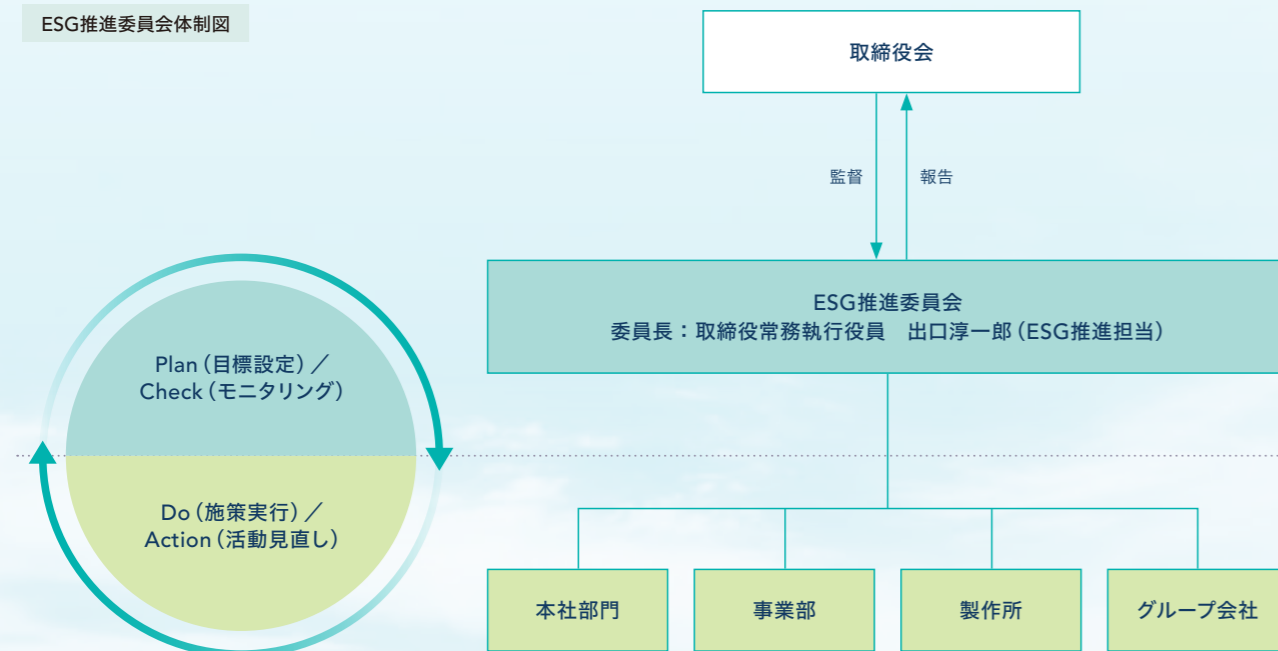 ESG推進委員会体制図
取締役会
監督
報告
ESG推進委員会
委員長：取締役常務執行役員　出口淳一郎（ESG推進担当）
Plan（目標設定）／
Check（モニタリング）
Do（施策実行）／
Action（活動見直し）
本社部門
事業部
製作所
グループ会社